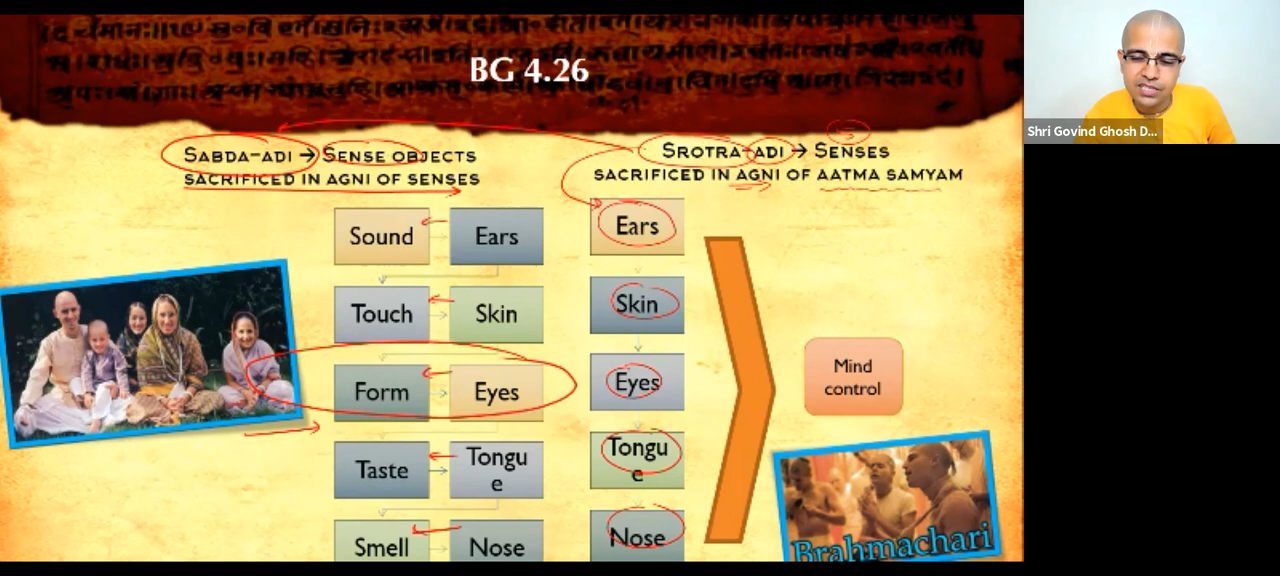 BG 4.26
SABDA-ADI → SENSE OBJECTS
SACRIFICED IN AGNI OF SENSES
SROTRA-ADI → SENSES
SACRIFICED IN AGNI OF AATMA SAMYAM
Sound
Ears
Touch
Skin
Form
Eyes
Taste
Tongu
e
Smell
Nose
Ears
Skin
Eyes
Tongu
e
Nose
Mind
control
Brahmachari
Shri Govind Ghosh D...